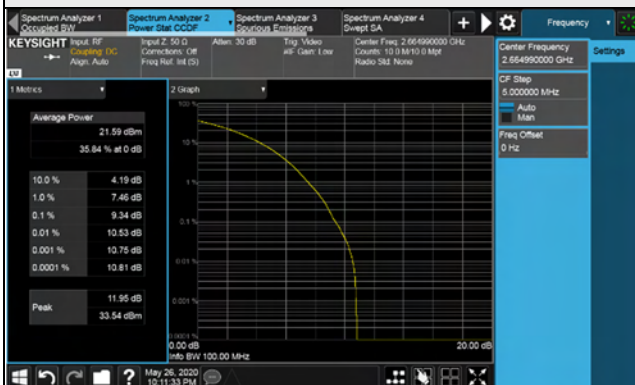 Spectrum Analyzer 1
Occupied BW
Spectrum Analyzer 2
Power Stat CCDF
Spectrum Analyzer 3
Spurious Emissions
Spectrum Analyzer 4
Swept SA
Frequency
KEYSIGHT
Input: RF
Coupling: DC
Align: Auto
Input Z: 50 Ω
Corrections: Off
Freq Ref: Int (S)
Atten: 30 dB
Trig: Video
#IF Gain: Low
Center Freq: 2.664990000 GHz
Counts: 10.0 M/10.0 Mpt
Radio Std: None
1 Metrics
2 Graph
Average Power
21.59 dBm
35.84 % at 0 dB
10.0 % 4.19 dB
1.0 % 7.46 dB
0.1 % 9.34 dB
0.01 % 10.53 dB
0.001 % 10.75 dB
0.0001 % 10.81 dB
Peak
11.95 dB
33.54 dBm
100 %
10 %
1 %
0.1 %
0.01 %
0.001 %
0.0001 %
0.00 dB
20.00 dB
Info BW 100.00 MHz
Center Frequency
2.664990000 GHz
Settings
CF Step
5.000000 MHz
Auto
Man
Freq Offset
0 Hz
May 26, 2020
10:11:33 PM